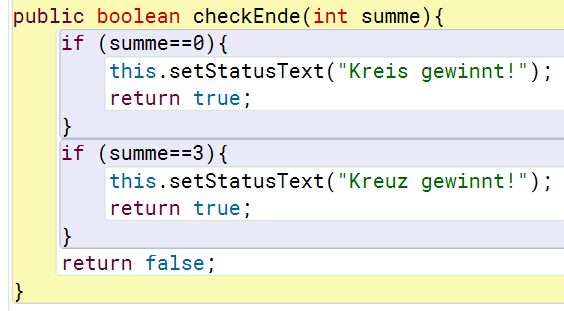 public boolean checkEnde(int summe){
if (summe==0){
this.setStatusText("Kreis gewinnt!");
return true;
}
if (summe==3){
this.setStatusText("Kreuz gewinnt!");
return true;
}
return false;
}